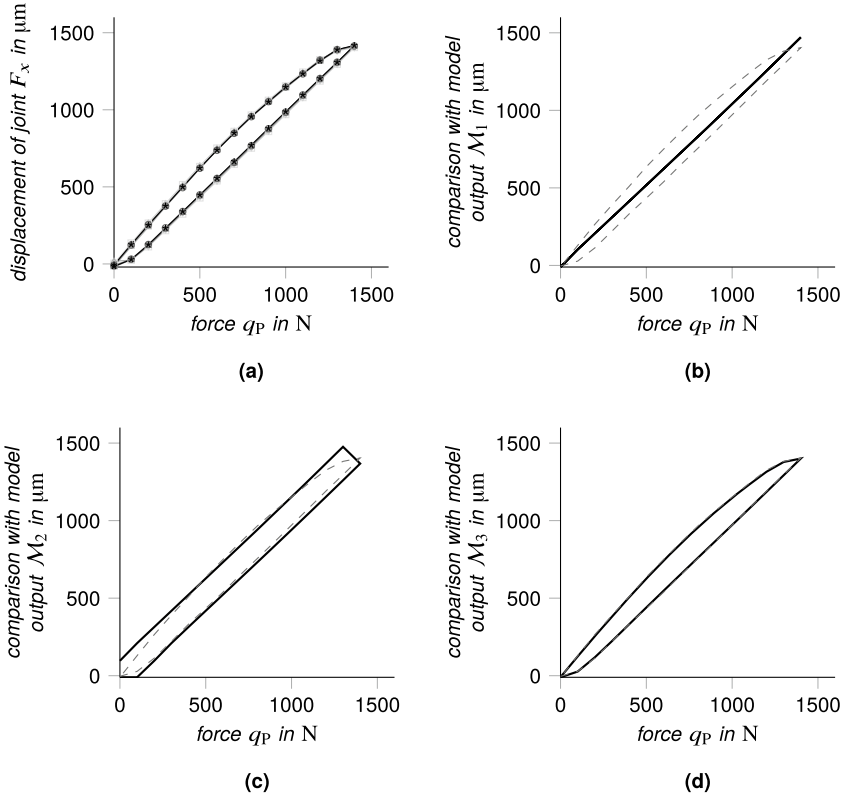 displacement of joint Fx in µm
1500
1000
500
0
0 500 1000 1500
force qP in N
(a)
comparison with model
output M1 in µm
1500
1000
500
0
0 500 1000 1500
force qP in N
(b)
comparison with model
output M2 in µm
1500
1000
500
0
0 500 1000 1500
force qP in N
(c)
comparison with model
output M3 in µm
1500
1000
500
0
0 500 1000 1500
force qP in N
(d)